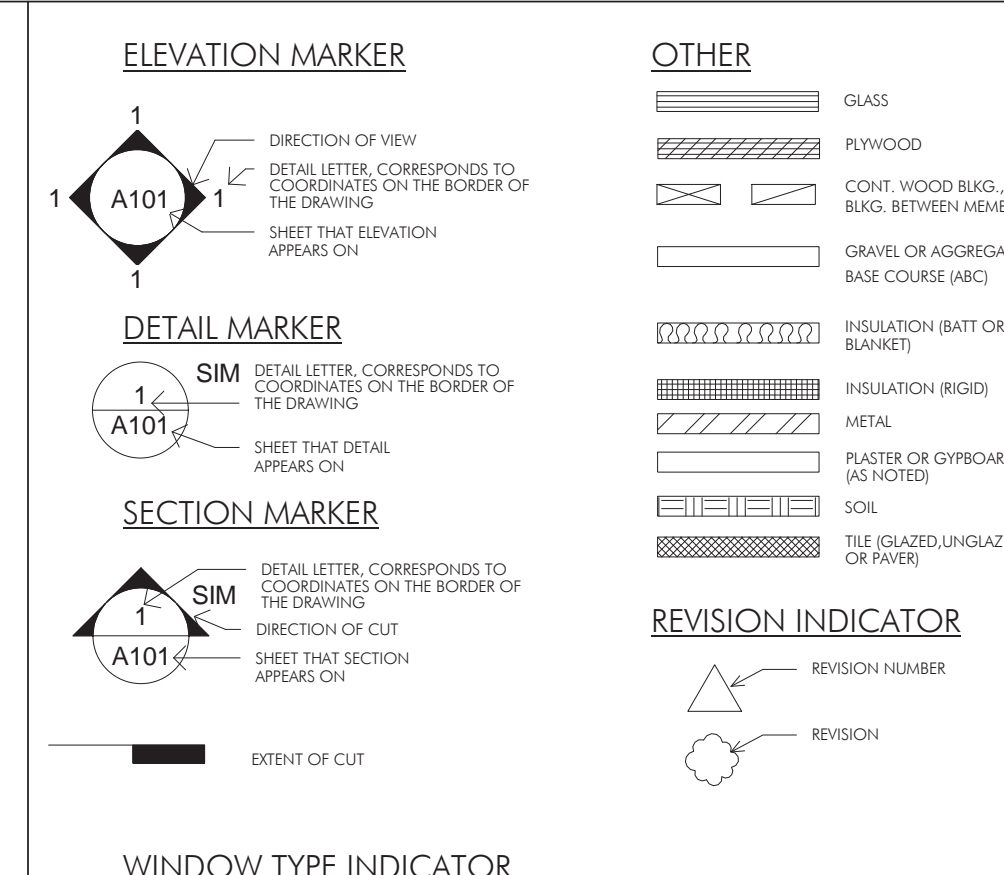 ELEVATION MARKER
1
1
A101
1
1
DIRECTION OF VIEW
DETAIL LETTER, CORRESPONDS TO
COORDINATES ON THE BORDER OF
THE DRAWING
SHEET THAT ELEVATION
APPEARS ON
DETAIL MARKER
1
A101
SIM
DETAIL LETTER, CORRESPONDS TO
COORDINATES ON THE BORDER OF
THE DRAWING
SHEET THAT DETAIL
APPEARS ON
SECTION MARKER
1
A101
SIM
DETAIL LETTER, CORRESPONDS TO
COORDINATES ON THE BORDER OF
THE DRAWING
DIRECTION OF CUT
SHEET THAT SECTION
APPEARS ON
EXTENT OF CUT
WINDOW TYPE INDICATOR
OTHER
GLASS
PLYWOOD
CONT. WOOD BLKG.,
BLKG. BETWEEN
GRAVEL OR
BASE COURSE (ABC)
INSULATION (BATT OR
BLANKET)
INSULATION (RIGID)
METAL
PLASTER OR
(AS NOTED)
SOIL
TILE (GLAZED,
OR PAVER)
REVISION INDICATOR
REVISION NUMBER
REVISION